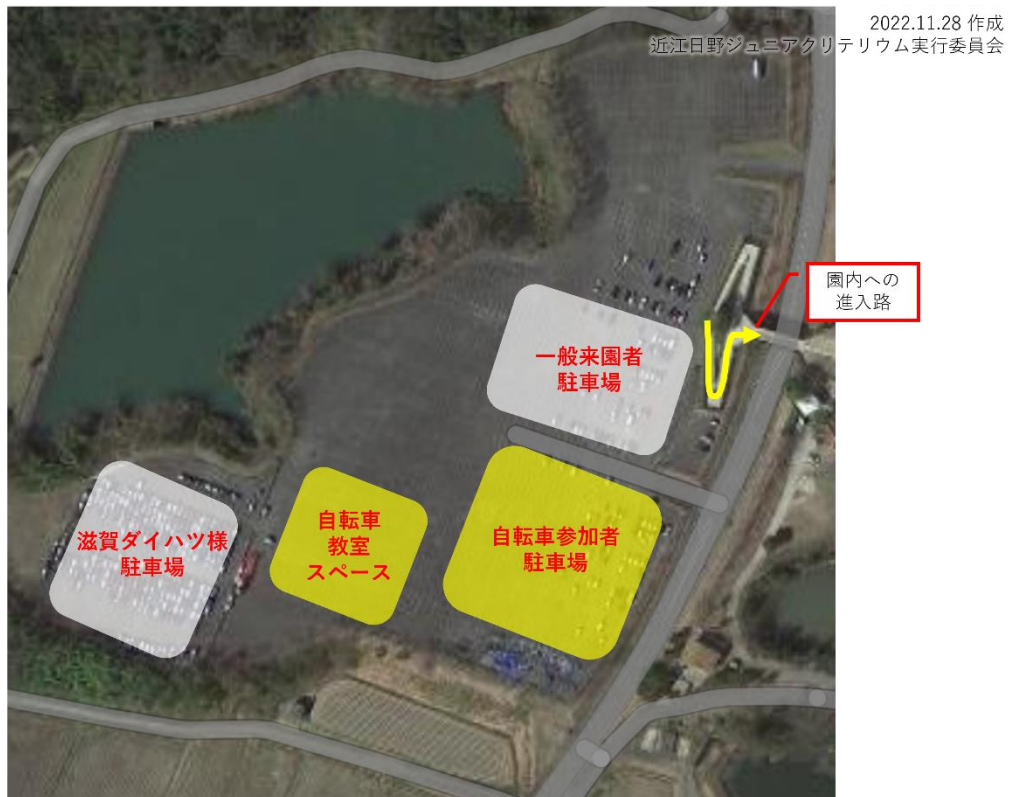 2022.11.28 作成
近江日野ジュニアクリテリウム実行委員会
園内への
進入路
一般来園者
駐車場
滋賀ダイハツ様
駐車場
自転車
教室
スペース
自転車参加者
駐車場